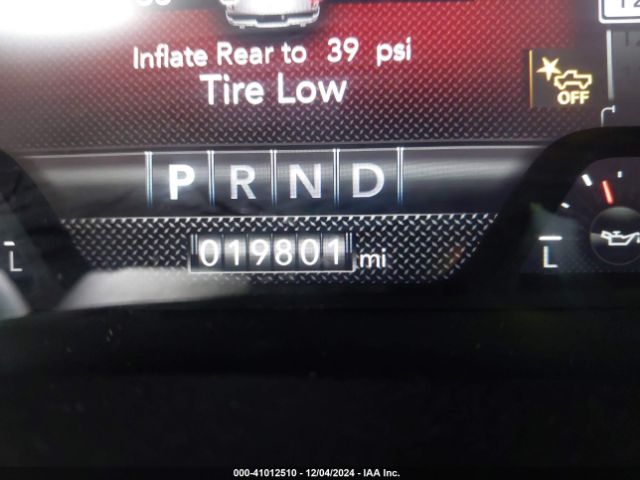 Inflate Rear to 39 psi
Tire Low
OFF
P R N D
019801 mi
L
L
000-41012510 - 12/04/2024 - IAA Inc.